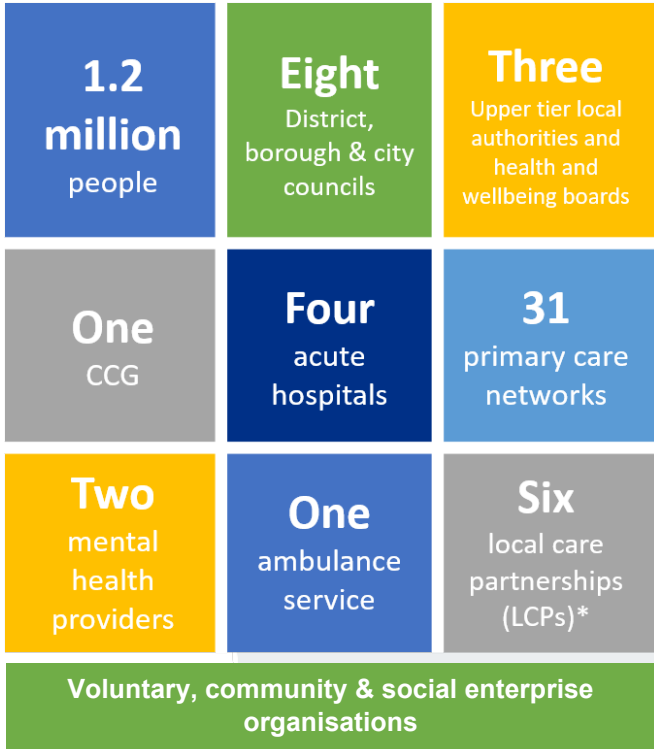 1.2
million
people
Eight
District,
borough & city
councils
Three
Upper tier local
authorities and
health and
wellbeing boards
One
CCG
Four
acute
hospitals
31
primary care
networks
Two
mental
health
providers
One
ambulance
service
Six
local care
partnerships
(LCPs)*
Voluntary, community & social enterprise
organisations